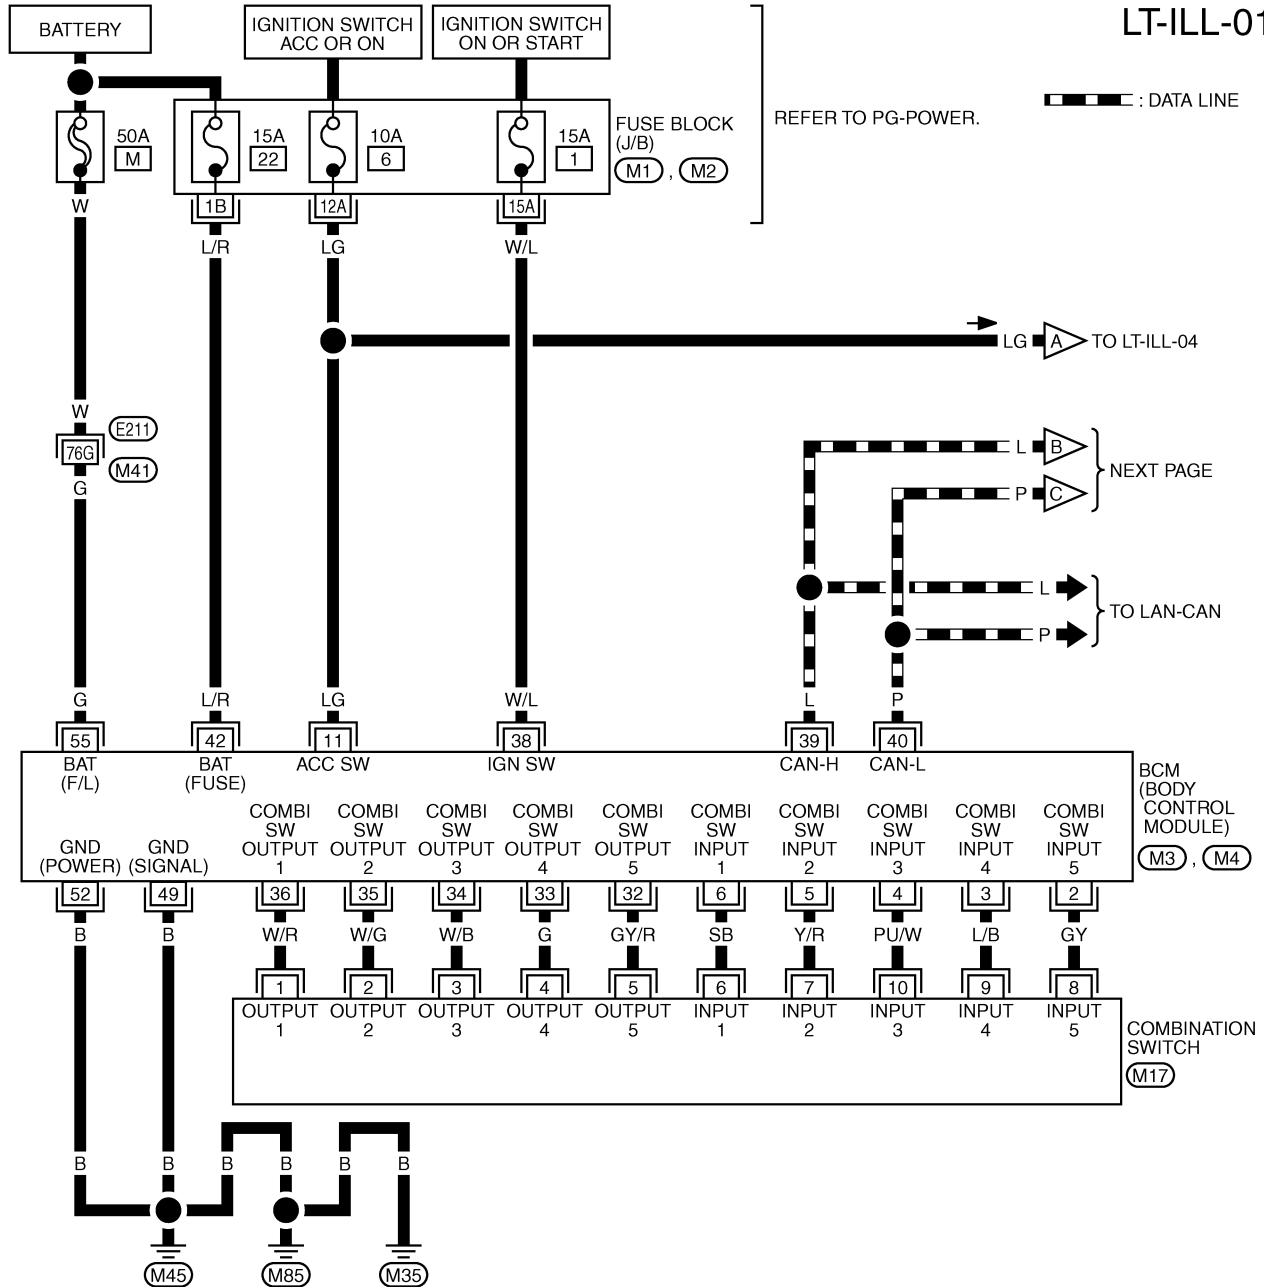 LT-ILL-01
BATTERY
IGNITION SWITCH
ACC OR ON
IGNITION SWITCH
ON OR START
: DATA LINE
REFER TO PG-POWER.
50A
M
15A
22
10A
6
15A
1
FUSE BLOCK
(J/B)
M1 , M2
1B 12A 15A
W
L/R LG W/L
LG A TO LT-ILL-04
W
E211
76G
M41
G
L B
P C
NEXT PAGE
L
P
TO LAN-CAN
G L/R LG W/L L P
55 42 11 38 39 40
BAT
(F/L)
BAT
(FUSE)
ACC SW
IGN SW
CAN-H
CAN-L
BCM
(BODY
CONTROL
MODULE)
M3 , M4
GND
(POWER)
GND
(SIGNAL)
COMBI
SW
OUTPUT
1
COMBI
SW
OUTPUT
2
COMBI
SW
OUTPUT
3
COMBI
SW
OUTPUT
4
COMBI
SW
OUTPUT
5
COMBI
SW
INPUT
1
COMBI
SW
INPUT
2
COMBI
SW
INPUT
3
COMBI
SW
INPUT
4
COMBI
SW
INPUT
5
52 49 36 35 34 33 32 6 5 4 3 2
B B W/R W/G W/B G GY/R SB Y/R PU/W L/B GY
1 2 3 4 5 6 7 10 9 8
OUTPUT
1
OUTPUT
2
OUTPUT
3
OUTPUT
4
OUTPUT
5
INPUT
1
INPUT
2
INPUT
3
INPUT
4
INPUT
5
COMBINATION
SWITCH
M17
B B B B B B
M45 M85 M35